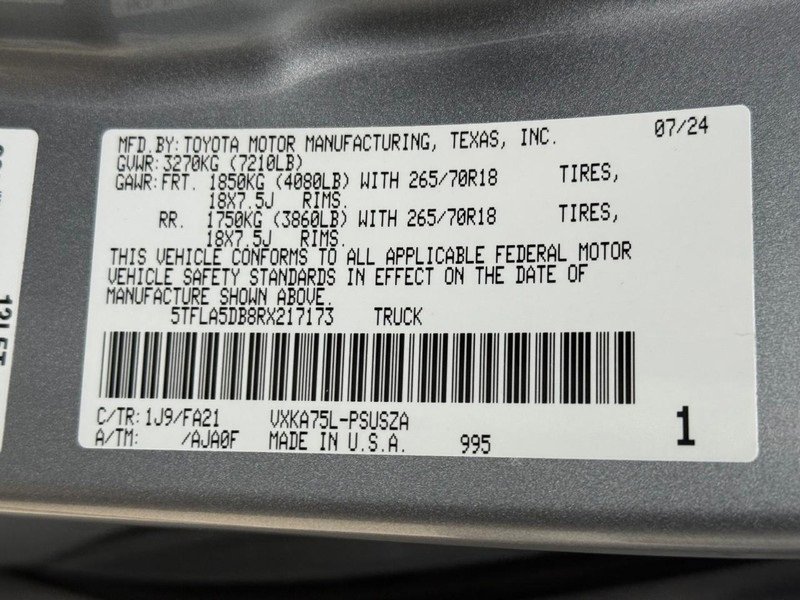 MFD.BY: TOYOTA MOTOR MANUFACTURING, TEXAS, INC. 07/24
GVWR: 3270KG (7210LB)
GAWR: FRT. 1850KG (4080LB) WITH 265/70R18 TIRES,
18X7.5J RIMS.
RR. 1750KG (3860LB) WITH 265/70R18 TIRES,
18X7.5J RIMS.
THIS VEHICLE CONFORMS TO ALL APPLICABLE FEDERAL MOTOR
VEHICLE SAFETY STANDARDS IN EFFECT ON THE DATE OF
MANUFACTURE SHOWN ABOVE.
5TFLA5DB8RX217173 TRUCK
C/TR: 1J9/FA21 VXKA75L-PSUSZA
A/TM: /AJA0F MADE IN U.S.A. 995 1